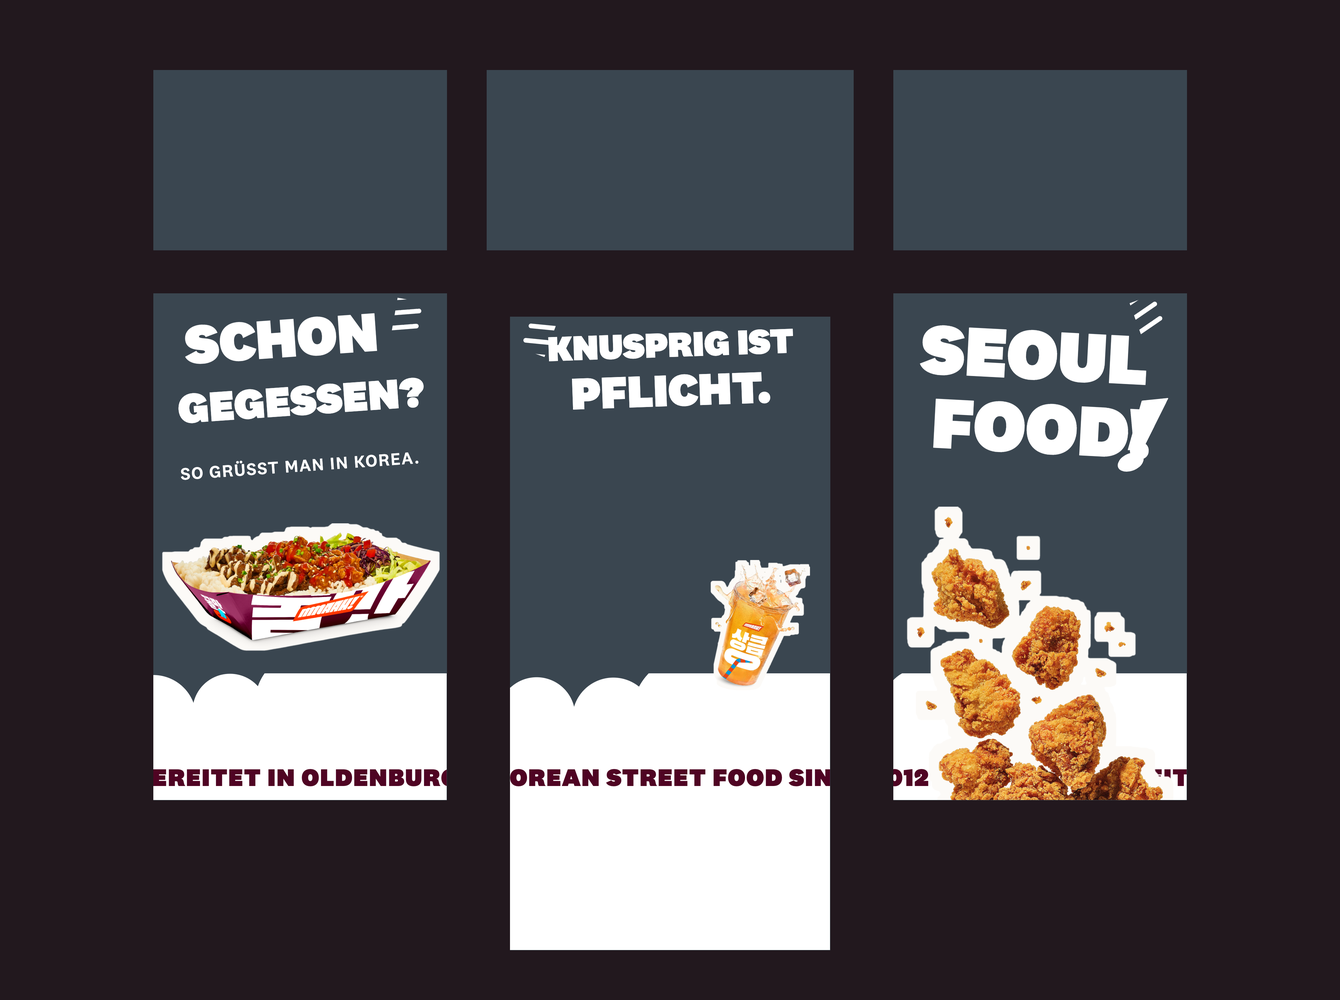 SCHON
GEGESSEN?
SO GRÜSST MAN IN KOREA.
EREITET IN OLDENBURG
KNUSPRIG IST
PFLICHT.
OREAN STREET FOOD SIN
SEOUL
FOOD!
012